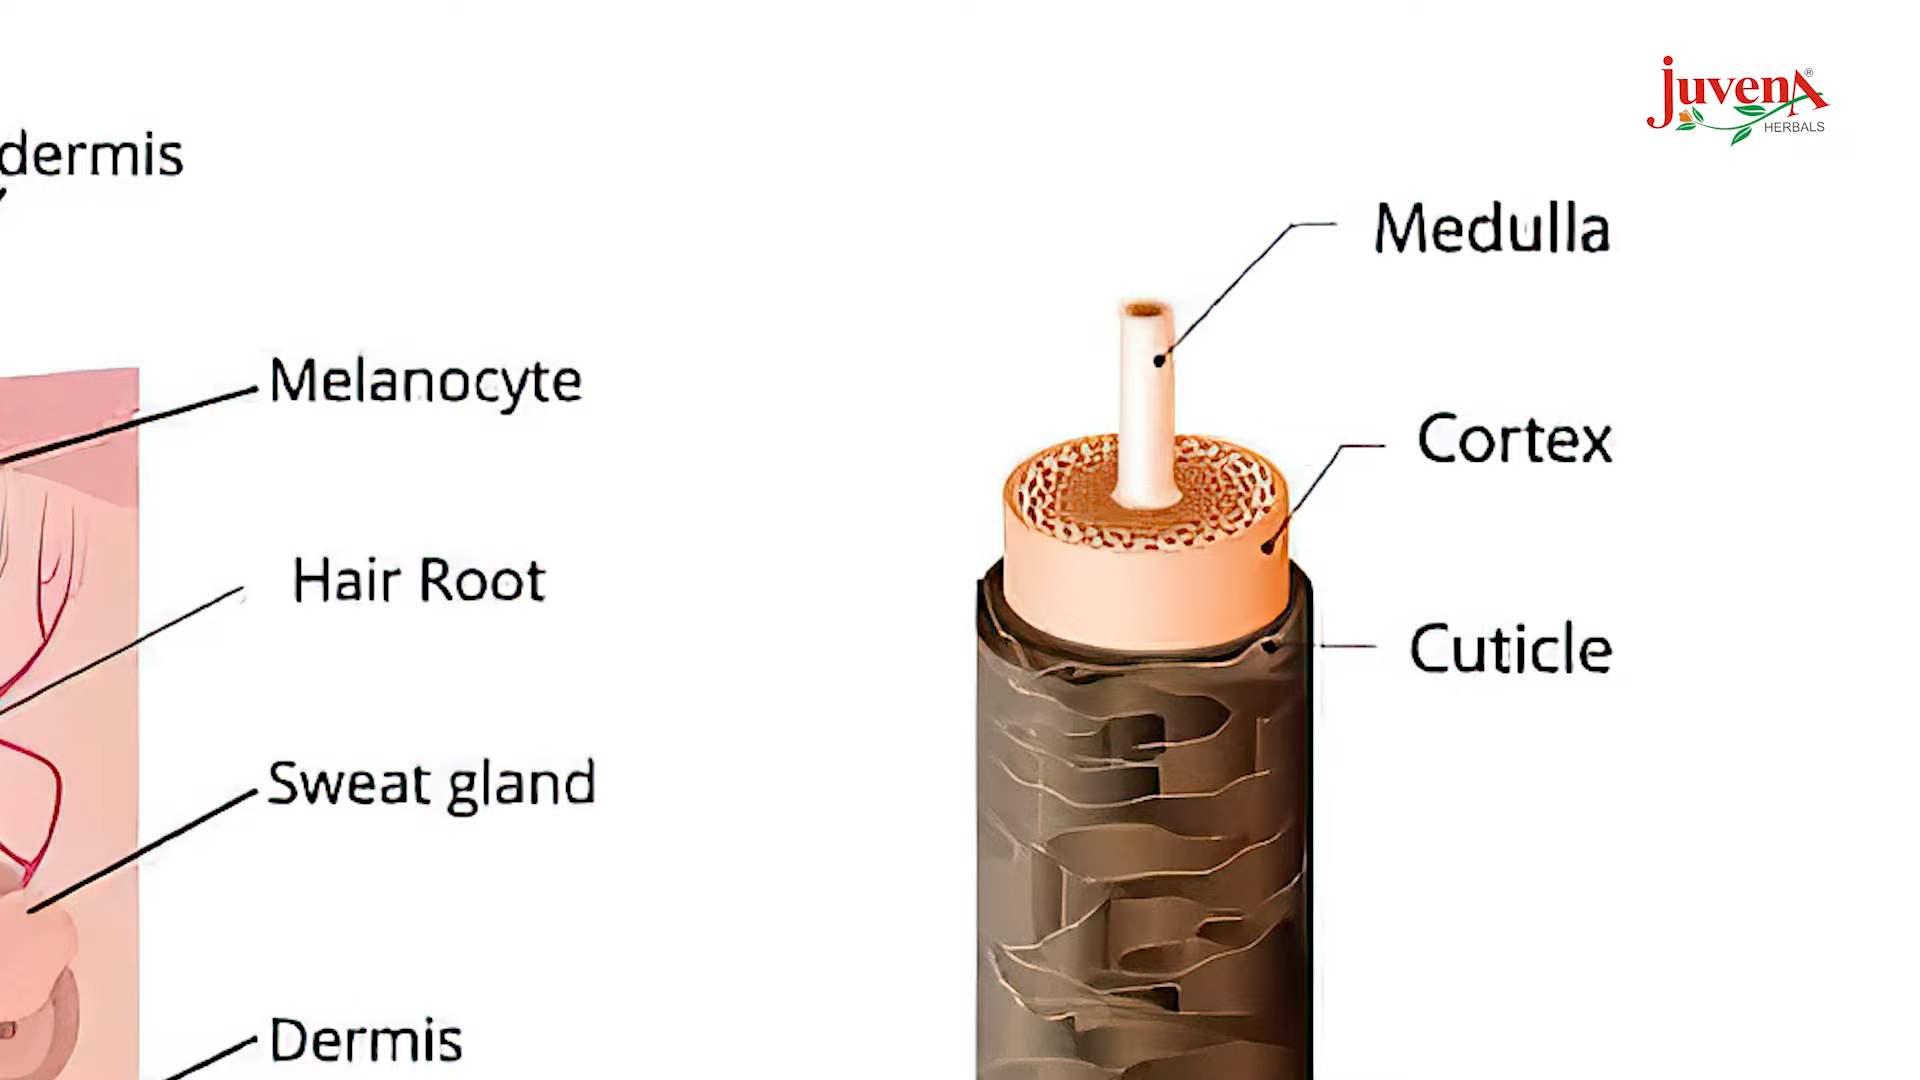 juvenA®
HERBALS
dermis
Melanocyte
Hair Root
Sweat gland
Dermis
Medulla
Cortex
Cuticle